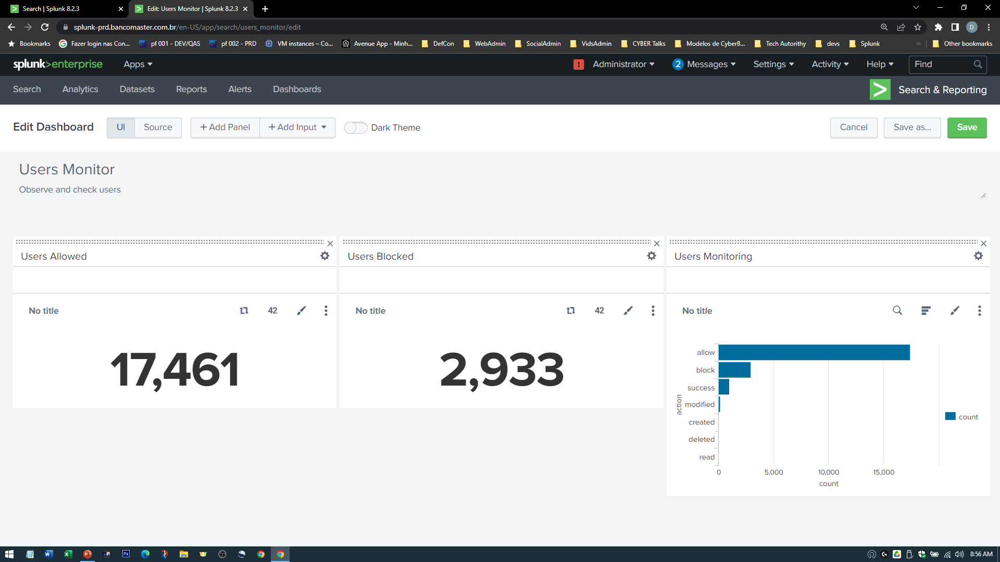 Search | Splunk 8.2.3
Edit: Users Monitor | Splunk 8.2.3
splunk-prd.bancomaster.com.br/en-US/app/search/users_monitor/edit
D
Bookmarks
Fazer login nas Con...
pf 001 - DEV/QAS
pf 002 - PRD
VM instances – Co...
Avenue App - Minh...
DefCon
WebAdmin
SocialAdmin
VidsAdmin
CYBER Talks
Modelos de CyberB...
Tech Autorithy
devs
Splunk
»
Other bookmarks
splunk>enterprise
Apps
!
Administrator
2
Messages
Settings
Activity
Help
Find
Search
Analytics
Datasets
Reports
Alerts
Dashboards
Search & Reporting
Edit Dashboard
UI
Source
+ Add Panel
+ Add Input
Dark Theme
Cancel
Save as...
Save
Users Monitor
Observe and check users
Users Allowed
No title
42
17,461
Users Blocked
No title
42
2,933
Users Monitoring
No title
allow
block
success
modified
created
deleted
read
action
0
5,000
10,000
15,000
count
count
8:56 AM